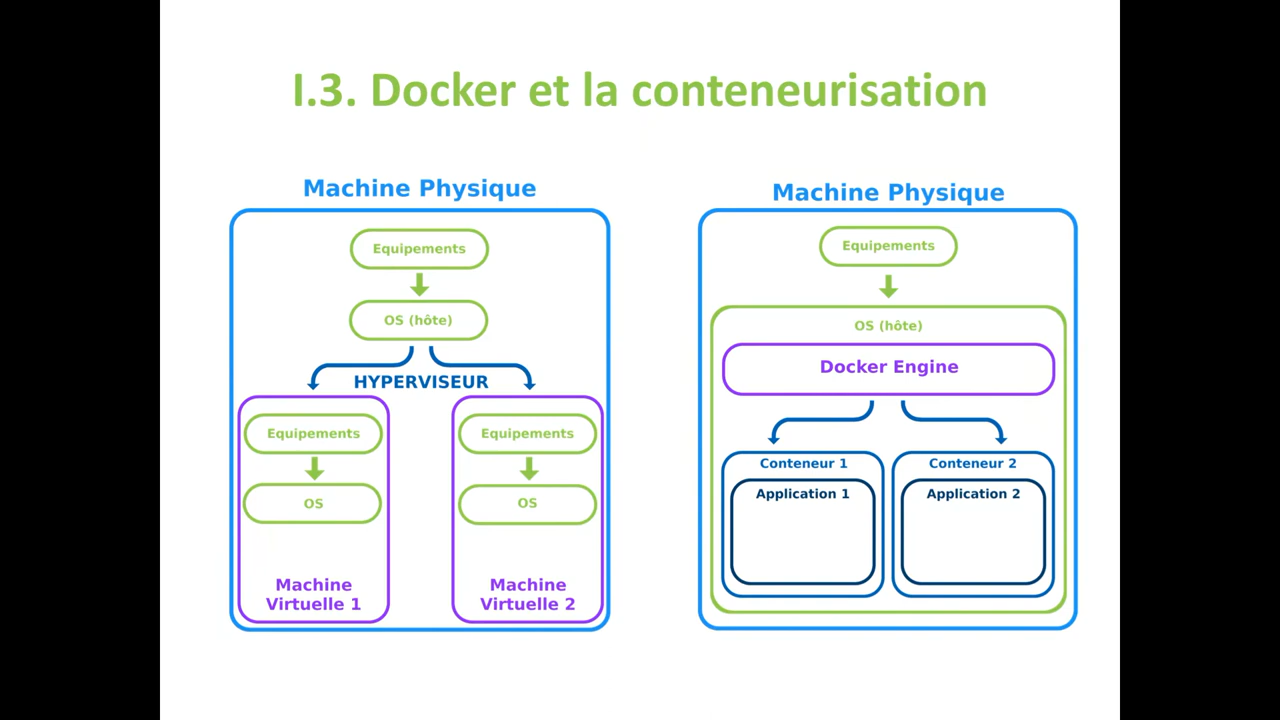 I.3. Docker et la conteneurisation
Machine Physique
Equipements
OS (hôte)
HYPERVISEUR
Equipements
OS
Machine
Virtuelle 1
Equipements
OS
Machine
Virtuelle 2
Machine Physique
Equipements
OS (hôte)
Docker Engine
Conteneur 1
Application 1
Conteneur 2
Application 2